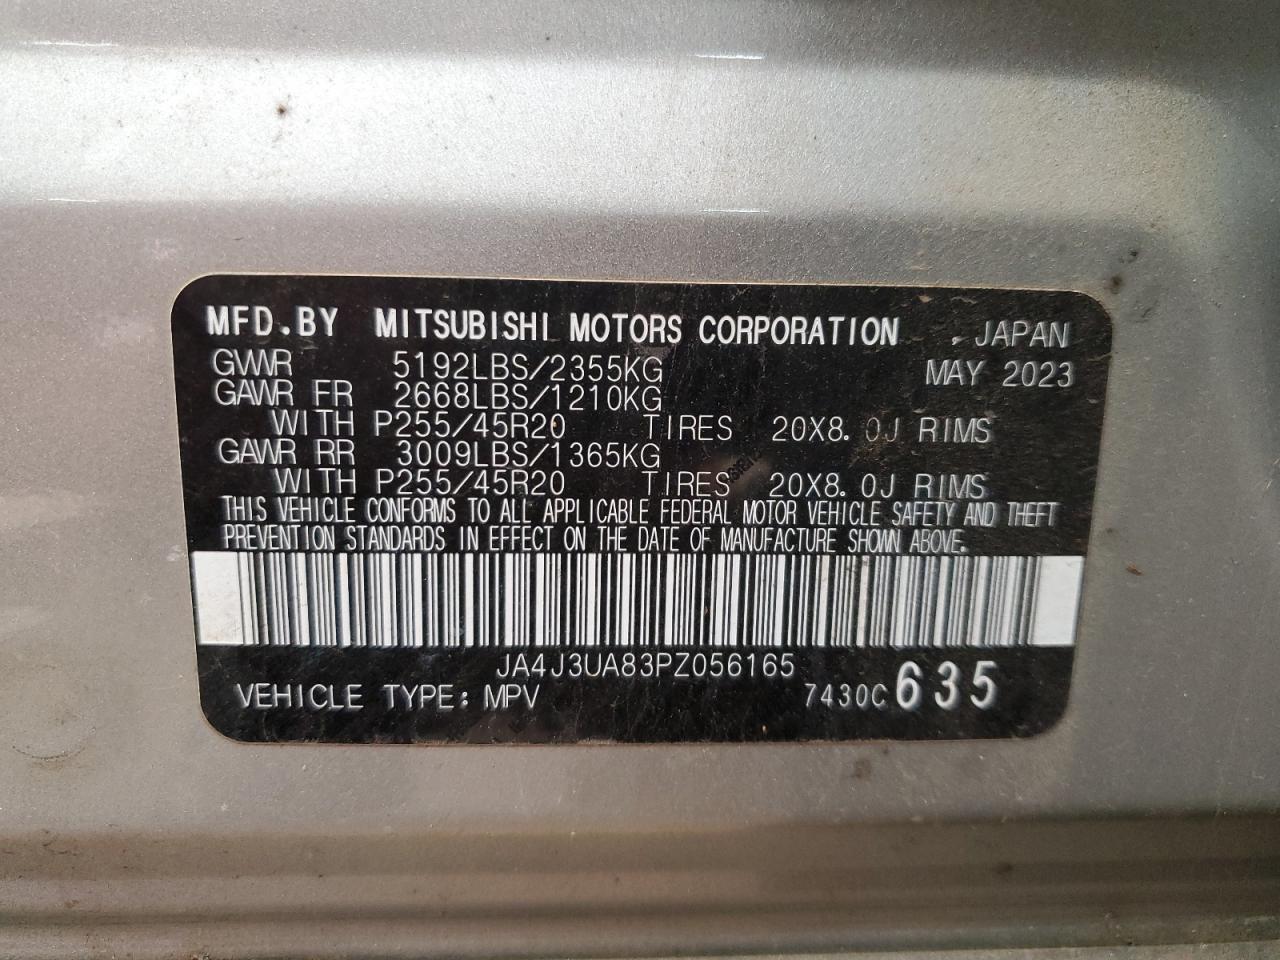 MFD.BY MITSUBISHI MOTORS CORPORATION . JAPAN
GVWR 5192LBS/2355KG MAY 2023
GAWR FR 2668LBS/1210KG
WITH P255/45R20 TIRES 20X8.0J RIMS
GAWR RR 3009LBS/1365KG
WITH P255/45R20 TIRES 20X8.0J RIMS
THIS VEHICLE CONFORMS TO ALL APPLICABLE FEDERAL MOTOR VEHICLE SAFETY AND THEFT
PREVENTION STANDARDS IN EFFECT ON THE DATE OF MANUFACTURE SHOWN ABOVE.
JA4J3UA83PZ056165
VEHICLE TYPE: MPV 7430C 635